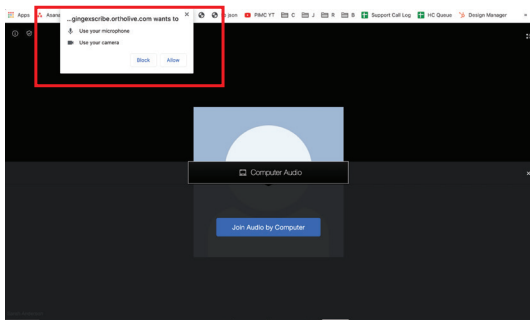 Apps
Asana
json
PIMC YT
C
J
R
B
Support Call Log
HC Queue
Design Manager
»
...gingexscribe.ortholive.com wants to
×
Use your microphone
Use your camera
Block
Allow
Computer Audio
Join Audio by Computer